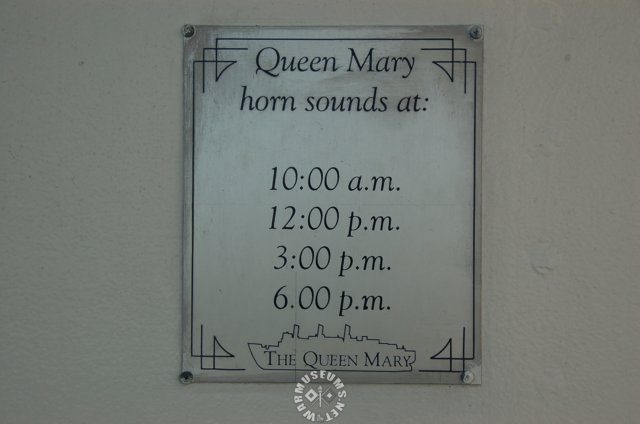 Queen Mary
horn sounds at:
10:00 a.m.
12:00 p.m.
3:00 p.m.
6.00 p.m.
THE QUEEN MARY
WARMUSEUMS.NET